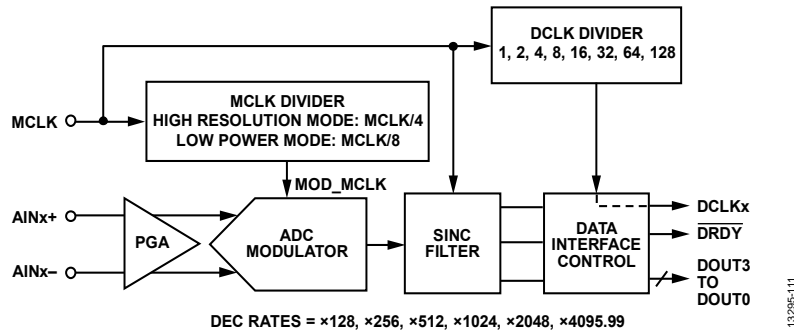 DCLK DIVIDER
1, 2, 4, 8, 16, 32, 64, 128
MCLK
MCLK DIVIDER
HIGH RESOLUTION MODE: MCLK/4
LOW POWER MODE: MCLK/8
MOD_MCLK
AINx+
AINx–
PGA
ADC
MODULATOR
SINC
FILTER
DATA
INTERFACE
CONTROL
DCLKx
DRDY
DOUT3
TO
DOUT0
DEC RATES = ×128, ×256, ×512, ×1024, ×2048, ×4095.99
13295-111